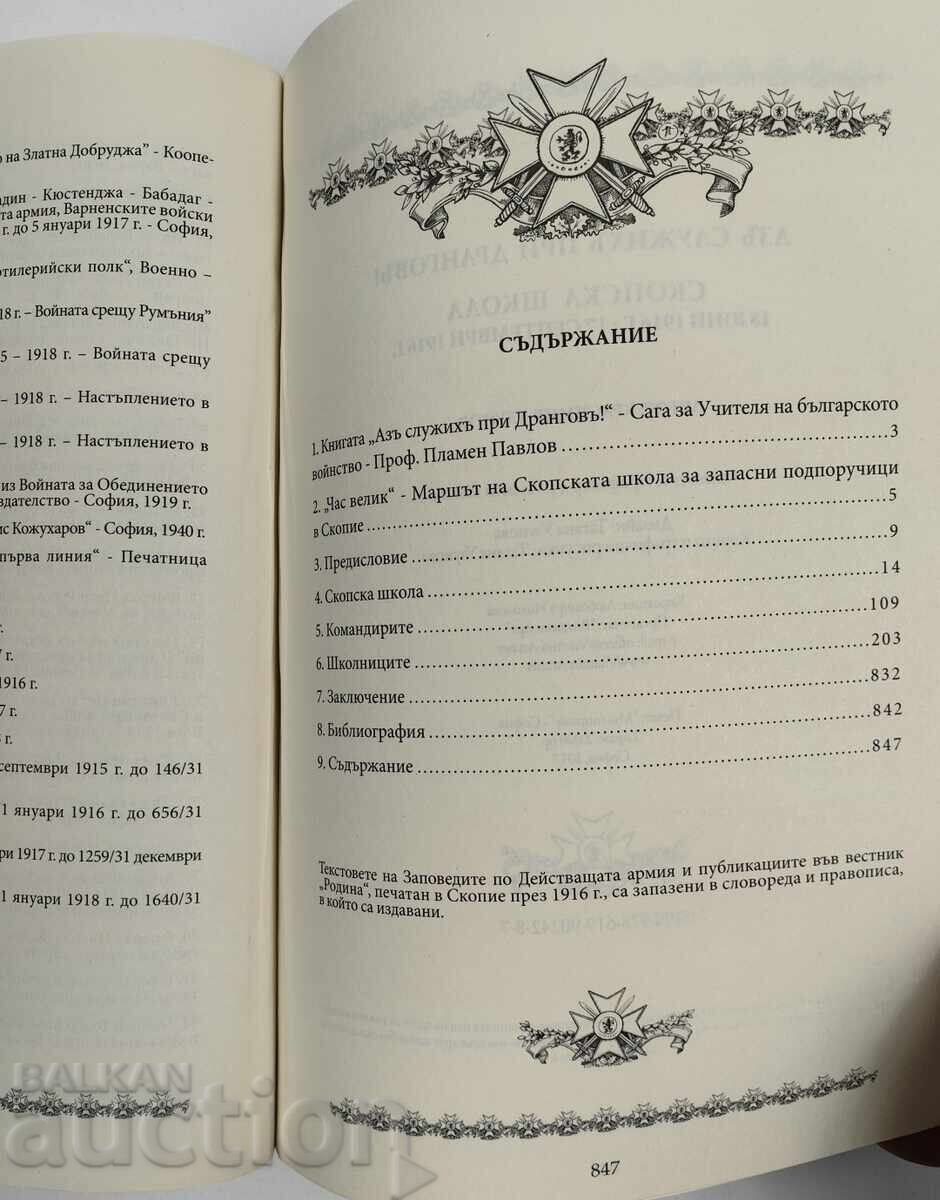 о на Златна Добруджа” - Коопе-
адин - Кюстенджа - Бабадаг -
та армия, Варненските войски
г. до 5 януари 1917 г. - София,
ртилерийски полк“, Военно –
18 г. – Войната срещу Румъния”
5 – 1918 г. – Войната срещу
– 1918 г. – Настъплението в
– 1918 г. – Настъплението в
из Войната за Обединението
здателство - София, 1919 г.
ис Кожухаров“ - София, 1940 г.
първа линия“ - Печатница
г.
7 г.
1916 г.
7 г.
г.
септември 1915 г. до 146/31
1 януари 1916 г. до 656/31
ри 1917 г. до 1259/31 декември
1 януари 1918 г. до 1640/31
СЪДЪРЖАНИЕ
1. Книгата „Азъ служихъ при Дранговъ!“ - Сага за Учителя на българското
войнство - Проф. Пламен Павлов ... 3
2. „Час велик“ - Маршът на Скопската школа за запасни подпоручици
в Скопие ... 5
3. Предисловие ... 9
4. Скопска школа ... 14
5. Командирите ... 109
6. Школниците ... 203
7. Заключение ... 832
8. Библиография ... 842
9. Съдържание ... 847
Текстовете на Заповедите по Действащата армия и публикациите във вестник
„Родина“, печатан в Скопие през 1916 г., са запазени в словореда и правописа,
в който са издавани.
847
BALKAN
auction